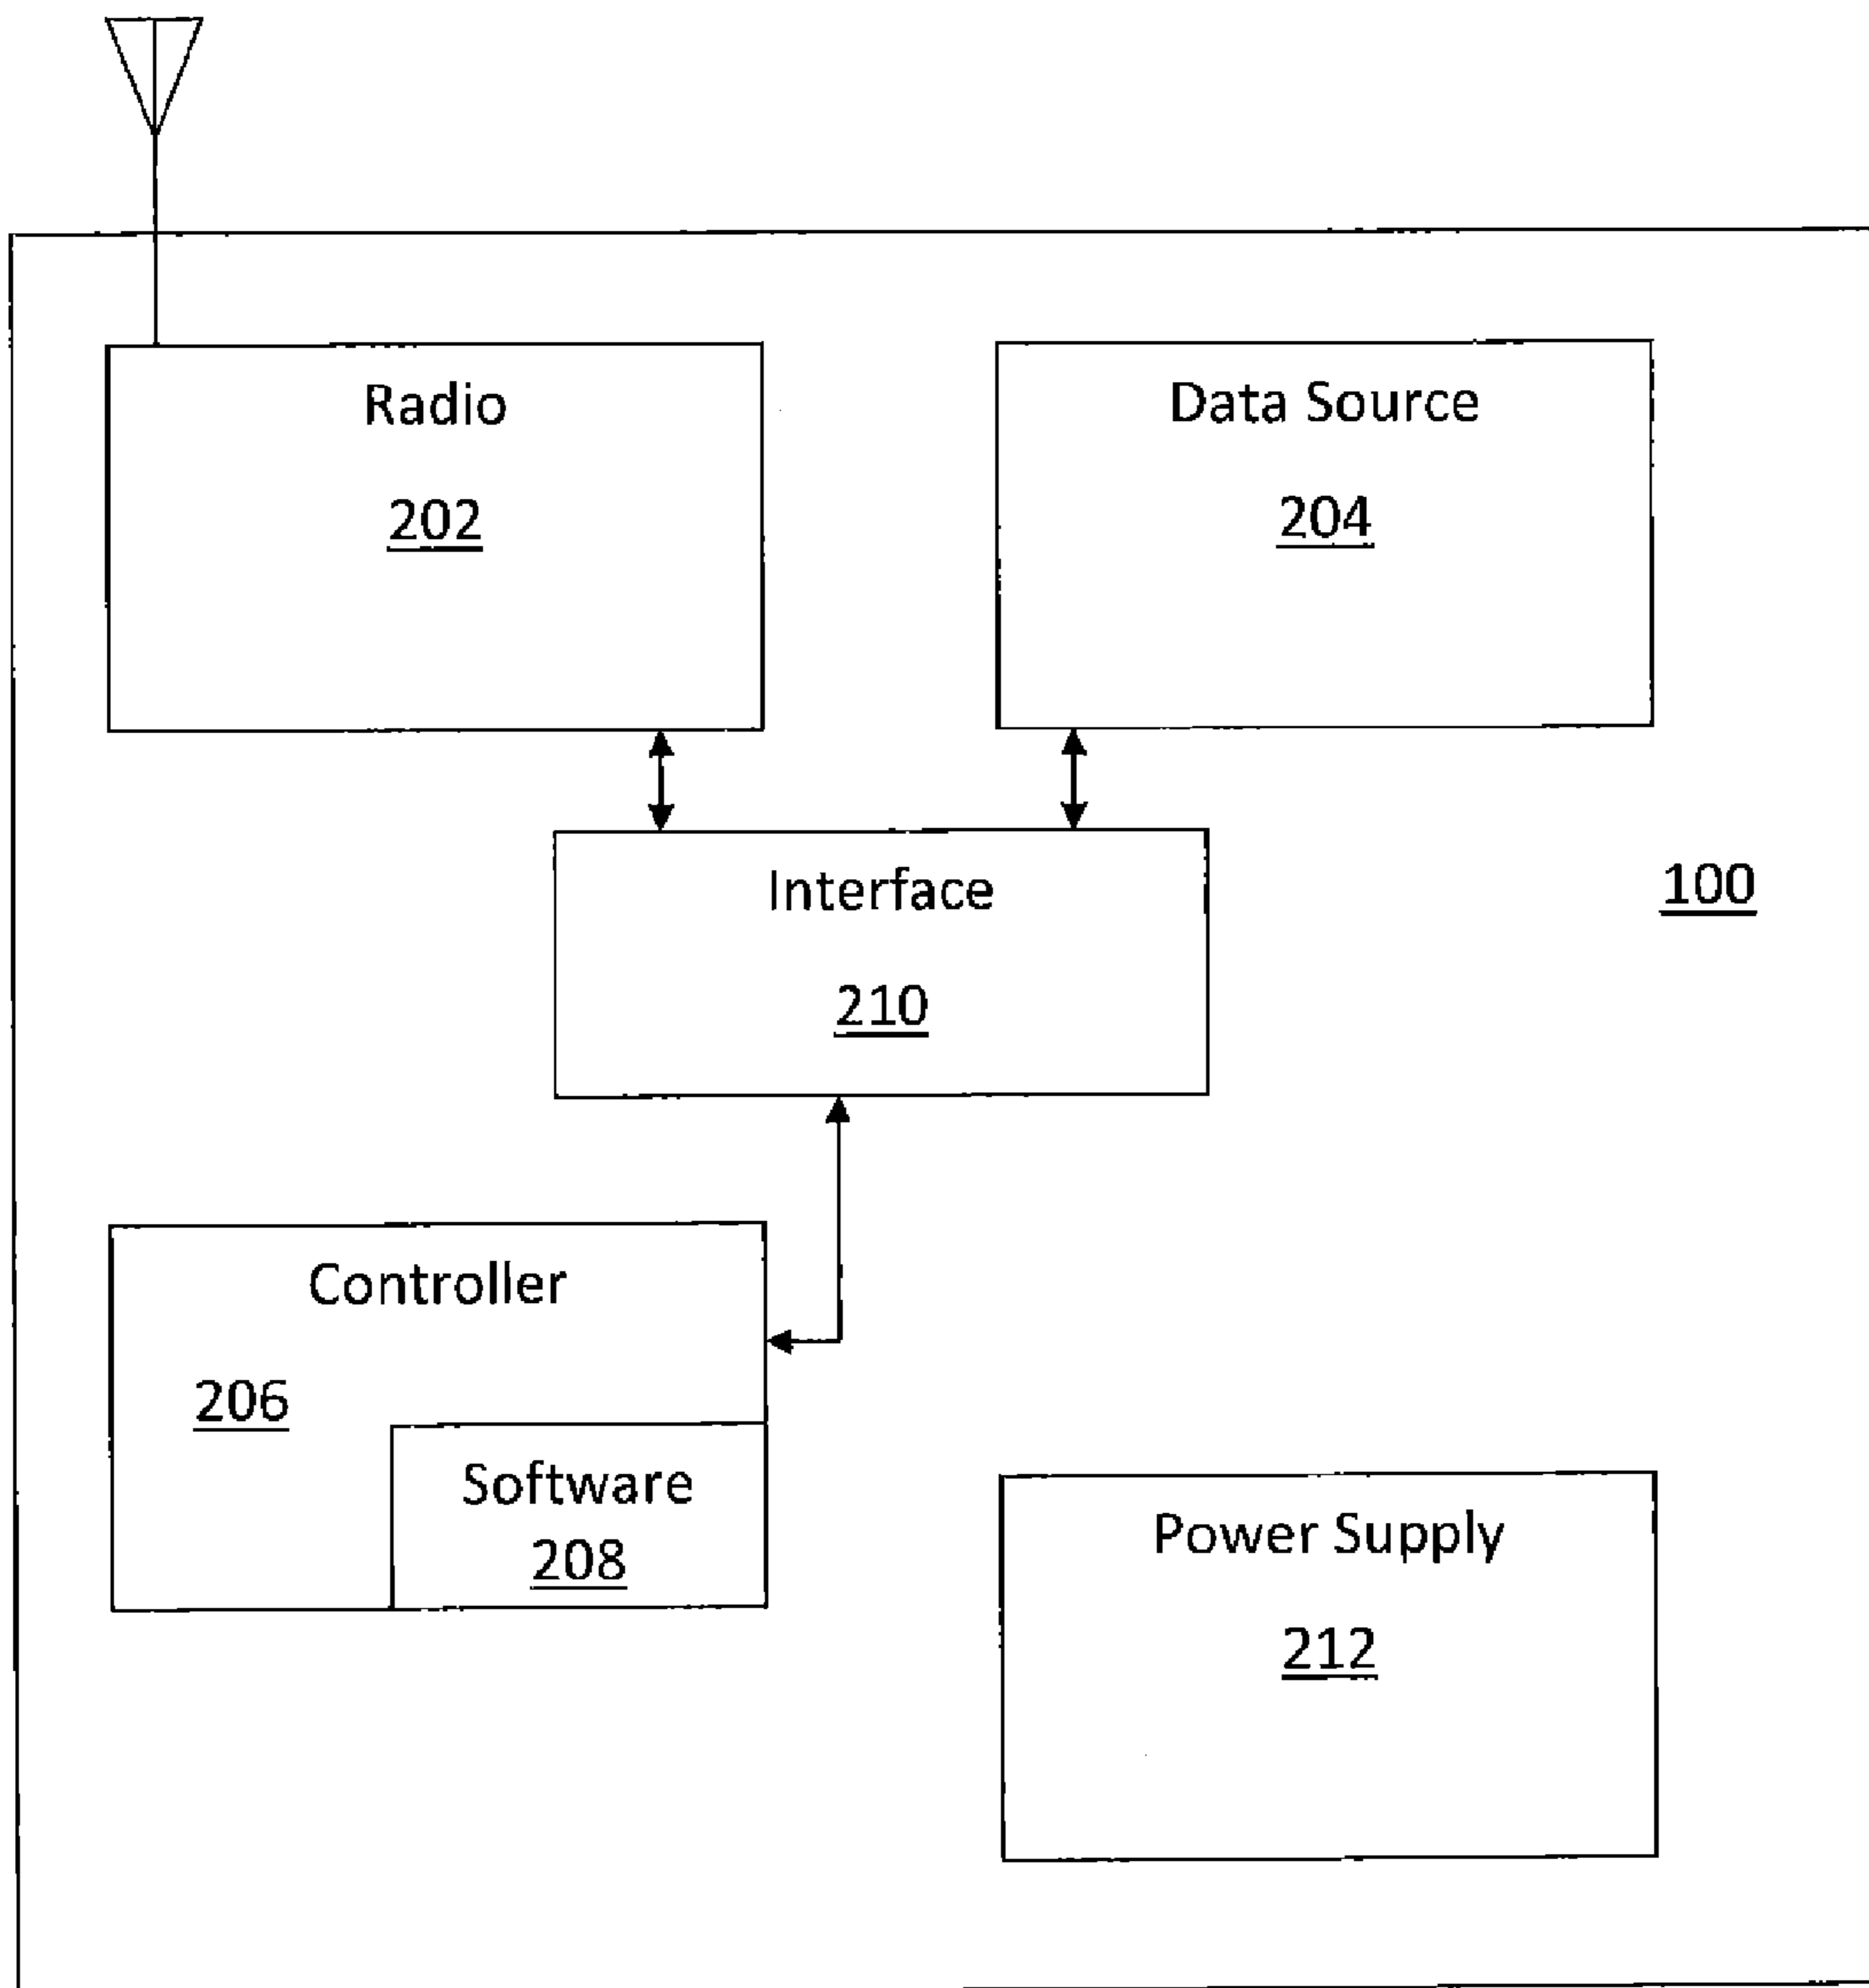 Radio
202
Data Source
204
Interface
210
100
Controller
206
Software
208
Power Supply
212